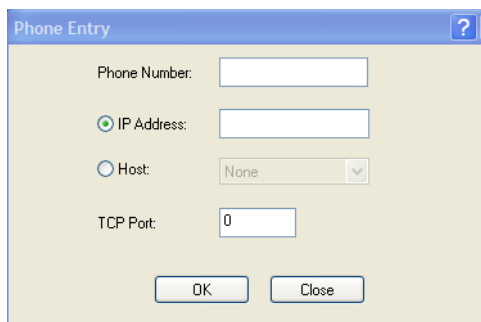 Phone Entry ?
Phone Number:
IP Address:
Host: None
TCP Port: 0
OK Close